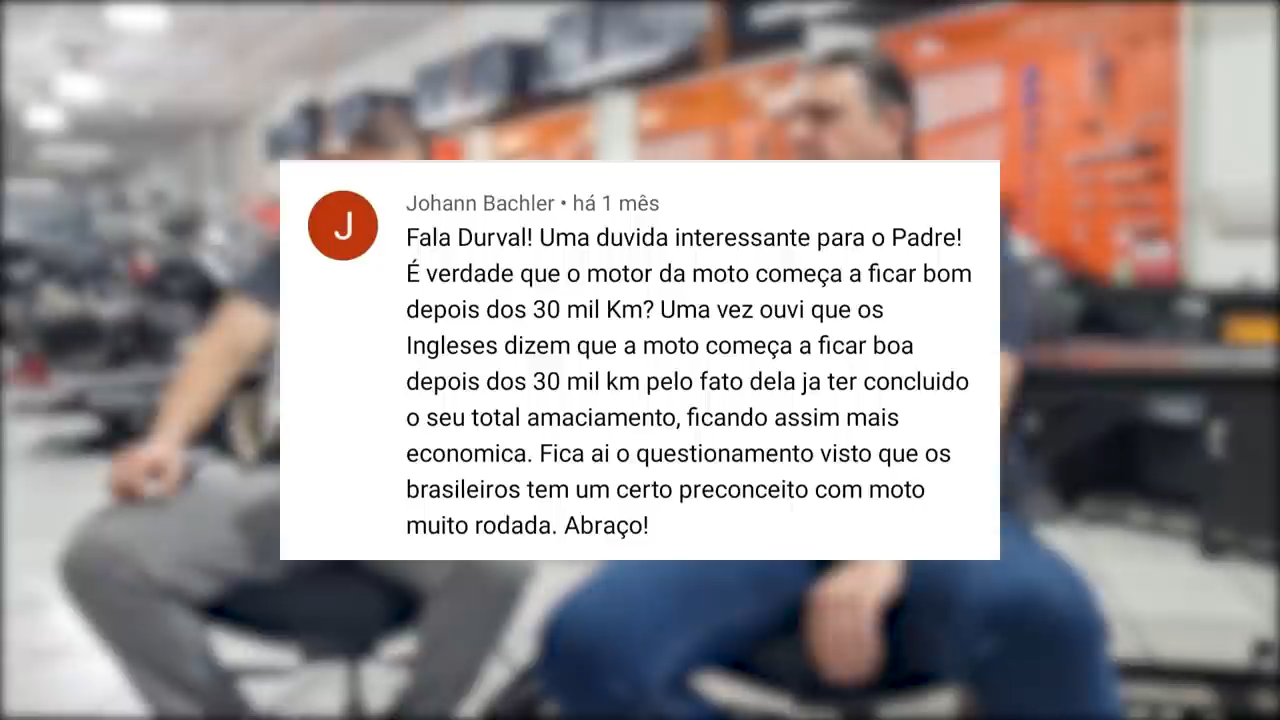 J
Johann Bachler • há 1 mês
Fala Durval! Uma duvida interessante para o Padre!
É verdade que o motor da moto começa a ficar bom
depois dos 30 mil Km? Uma vez ouvi que os
Ingleses dizem que a moto começa a ficar boa
depois dos 30 mil km pelo fato dela ja ter concluido
o seu total amaciamento, ficando assim mais
economica. Fica ai o questionamento visto que os
brasileiros tem um certo preconceito com moto
muito rodada. Abraço!